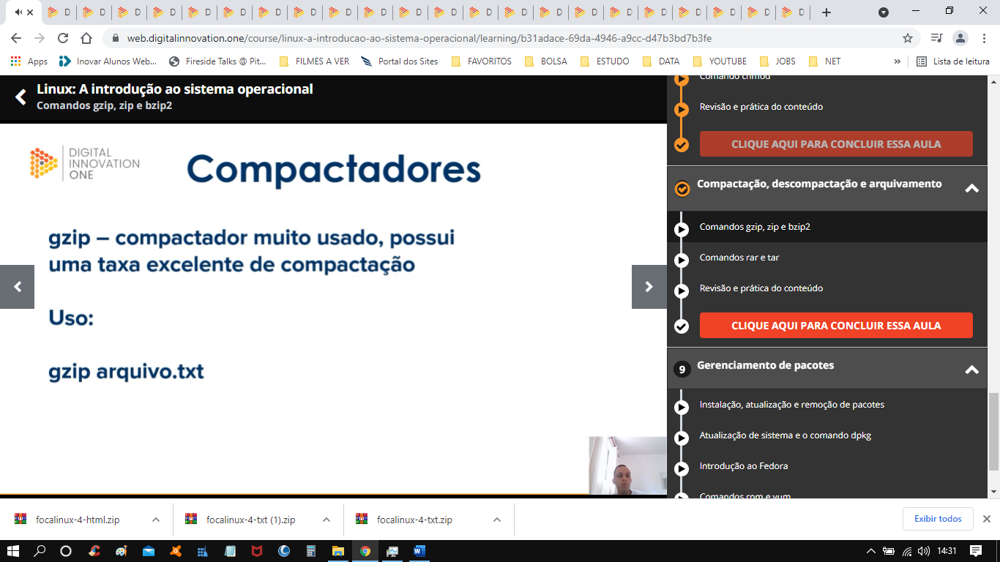 D D D D D D D D D D D D D D D D D D D D D D
web.digitalinnovation.one/course/linux-a-introducao-ao-sistema-operacional/learning/b31adace-69da-4946-a9cc-d47b3bd7b3fe
Apps Inovar Alunos Web... Fireside Talks @ Pit... FILMES A VER Portal dos Sites FAVORITOS BOLSA ESTUDO DATA YOUTUBE JOBS NET » Lista de leitura
Linux: A introdução ao sistema operacional
Comandos gzip, zip e bzip2
DIGITAL
INNOVATION
ONE
Compactadores
gzip – compactador muito usado, possui
uma taxa excelente de compactação
Uso:
gzip arquivo.txt
Comando chmod
Revisão e prática do conteúdo
CLIQUE AQUI PARA CONCLUIR ESSA AULA
Compactação, descompactação e arquivamento
Comandos gzip, zip e bzip2
Comandos rar e tar
Revisão e prática do conteúdo
CLIQUE AQUI PARA CONCLUIR ESSA AULA
9 Gerenciamento de pacotes
Instalação, atualização e remoção de pacotes
Atualização de sistema e o comando dpkg
Introdução ao Fedora
Comandos rpm e yum
focalinux-4-html.zip focalinux-4-txt (1).zip focalinux-4-txt.zip Exibir todos
14:31